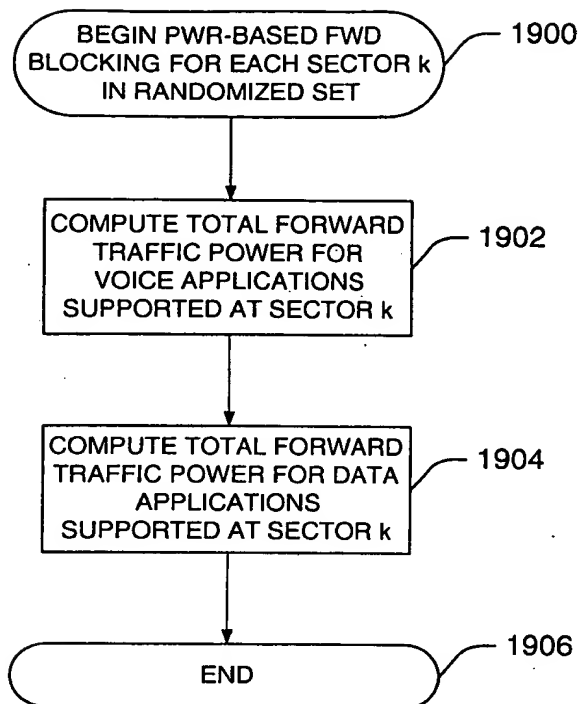 BEGIN PWR-BASED FWD
BLOCKING FOR EACH SECTOR k
IN RANDOMIZED SET
1900
COMPUTE TOTAL FORWARD
TRAFFIC POWER FOR
VOICE APPLICATIONS
SUPPORTED AT SECTOR k
1902
COMPUTE TOTAL FORWARD
TRAFFIC POWER FOR DATA
APPLICATIONS
SUPPORTED AT SECTOR k
1904
END
1906